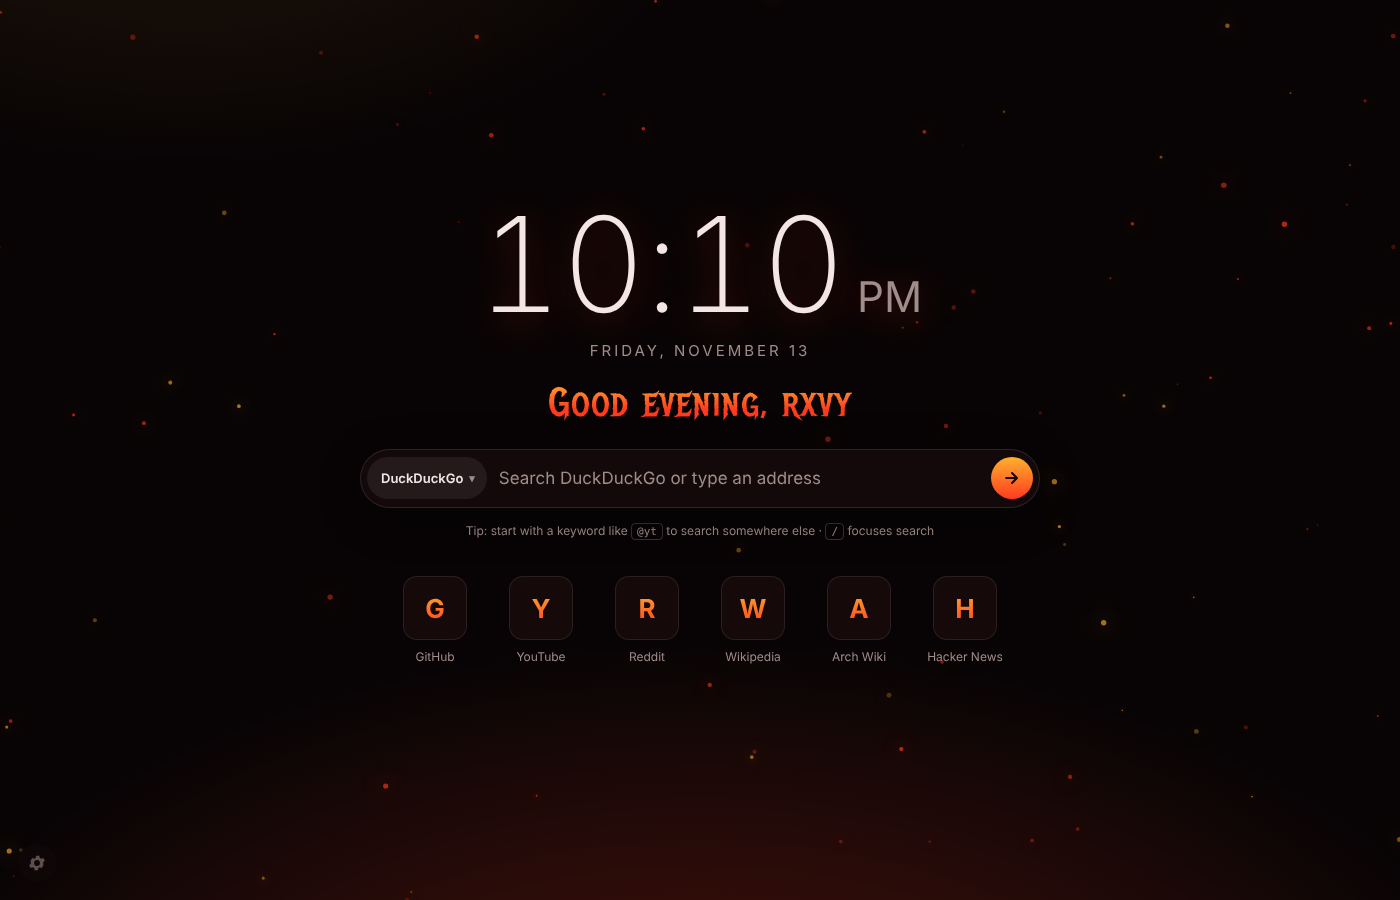 10:10 PM
FRIDAY, NOVEMBER 13
Good evening, rxvy
DuckDuckGo ▾ Search DuckDuckGo or type an address
Tip: start with a keyword like @yt to search somewhere else · / focuses search
G Y R W A H
GitHub YouTube Reddit Wikipedia Arch Wiki Hacker News